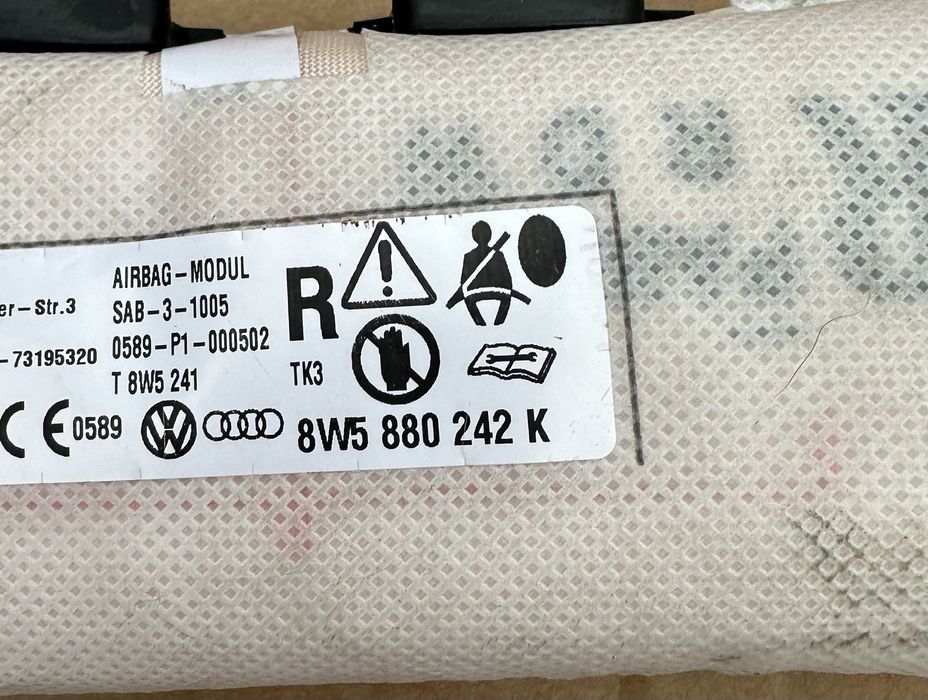 er-Str.3
-73195320
AIRBAG-MODUL
SAB-3-1005
0589-P1-000502
T 8W5 241
R
TK3
CE 0589
8W5 880 242 K